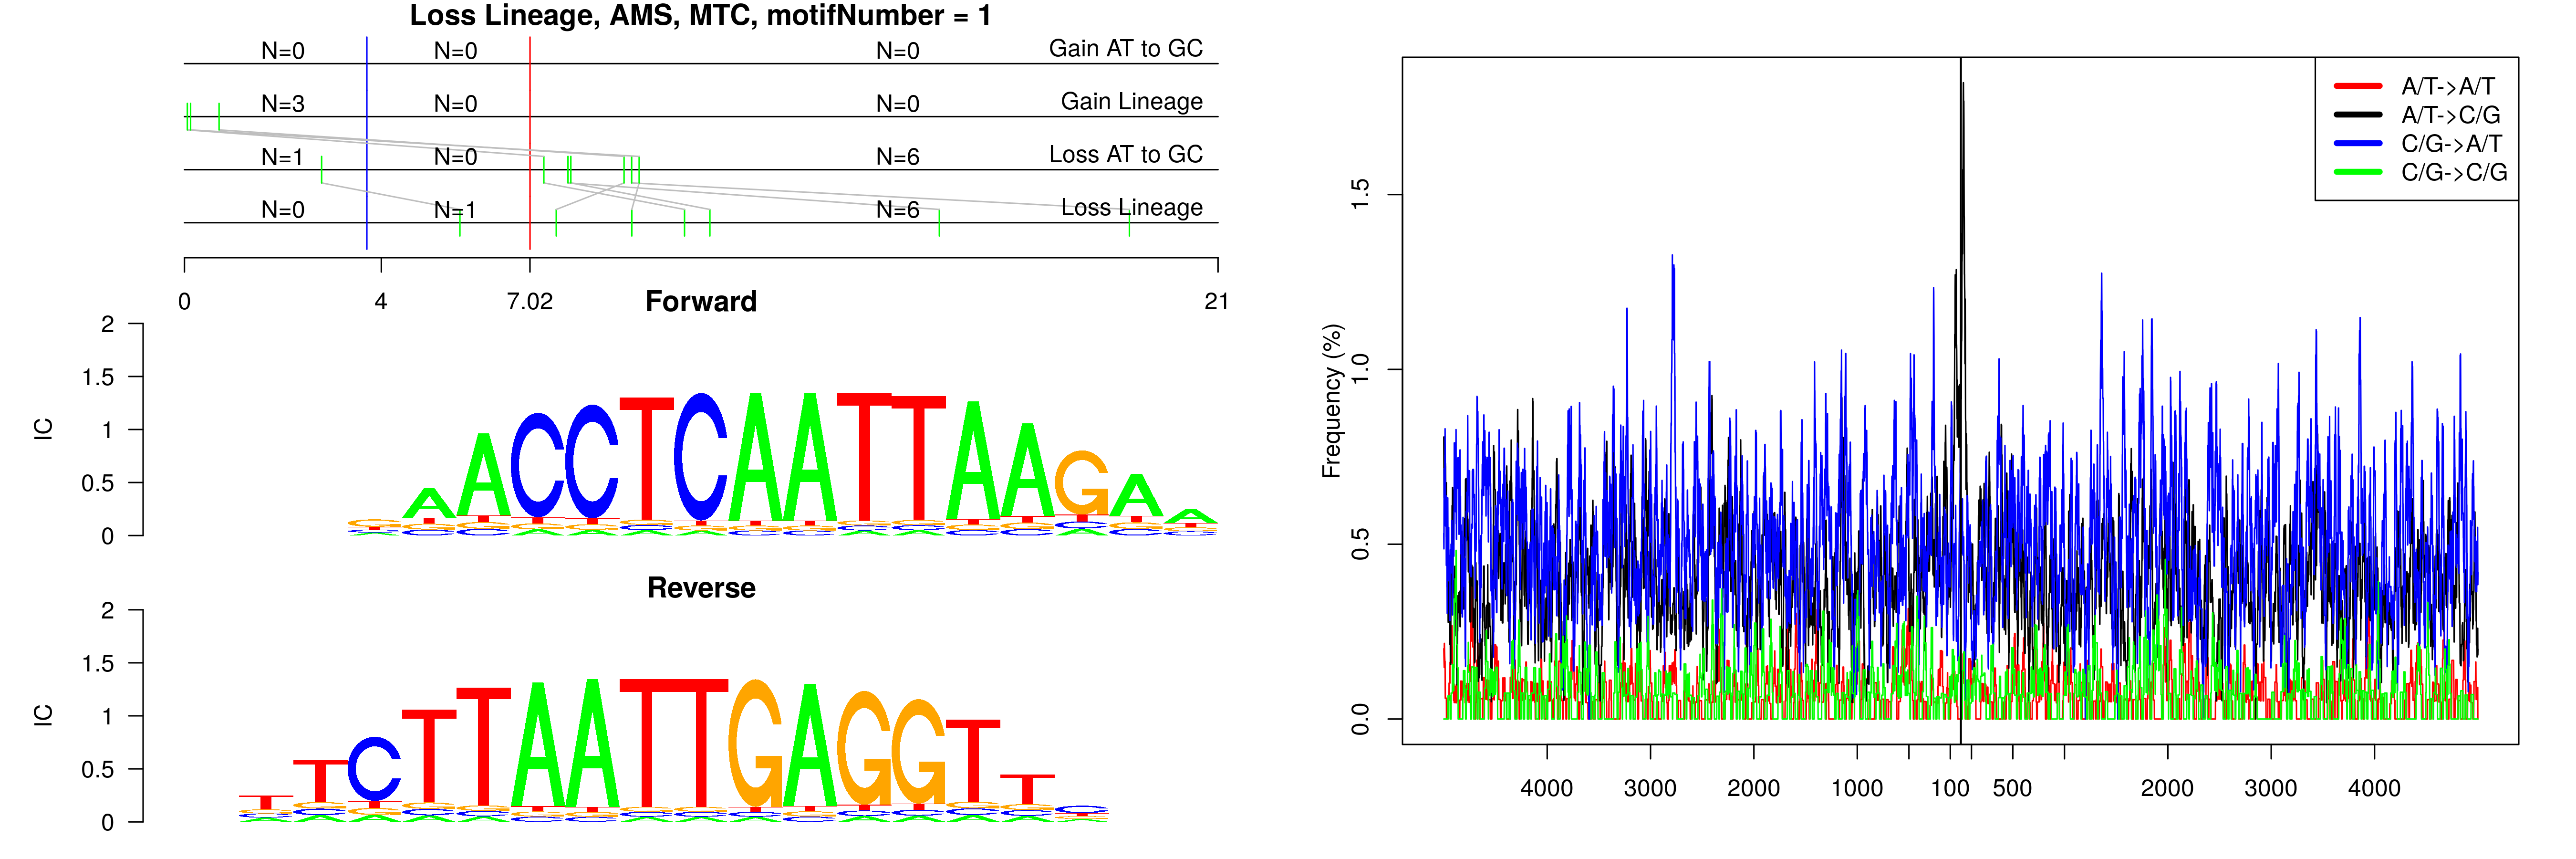 Loss Lineage, AMS, MTC, motifNumber = 1
N=0 N=0 N=0 Gain AT to GC
N=3 N=0 N=0 Gain Lineage
N=1 N=0 N=6 Loss AT to GC
N=0 N=1 N=6 Loss Lineage
0 4 7.02 21
Forward
IC
2
1.5
1
0.5
0
AACCTCAATTAAGAA
Reverse
IC
2
1.5
1
0.5
0
TTCTTAATTGAGGTT
Frequency (%)
1.5
1.0
0.5
0.0
A/T->A/T
A/T->C/G
C/G->A/T
C/G->C/G
4000 3000 2000 1000 100 500 2000 3000 4000